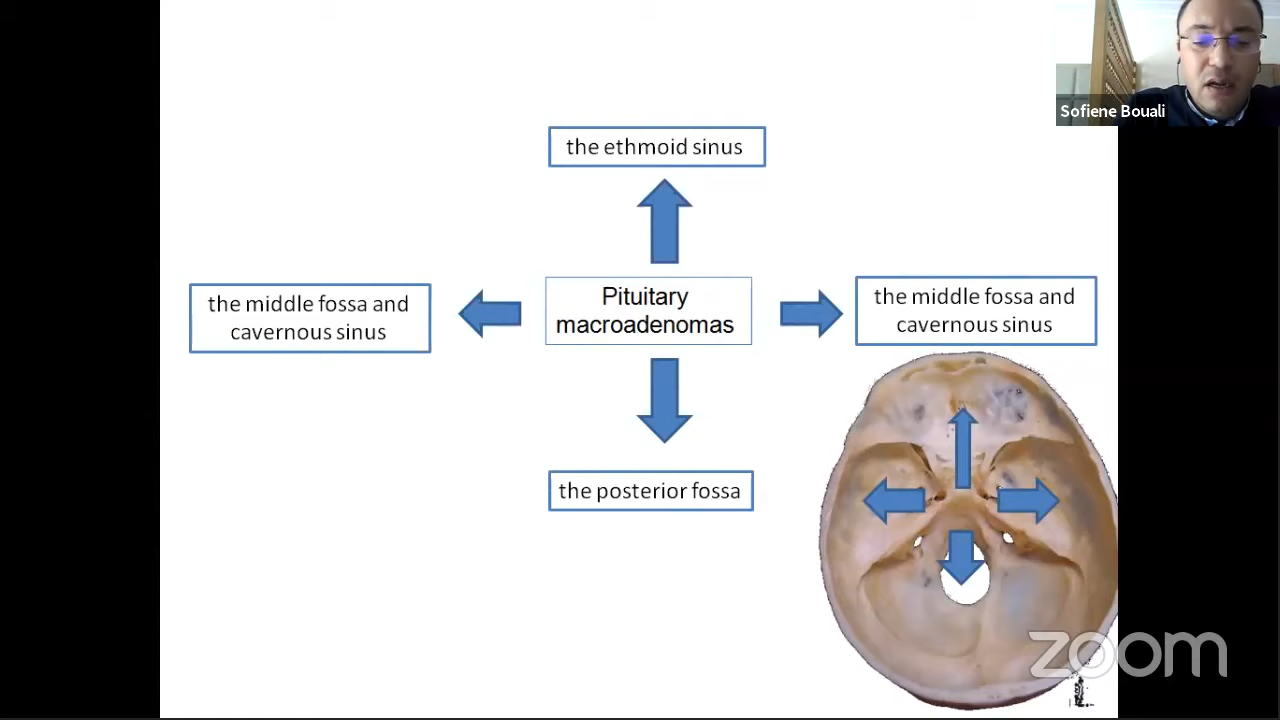 Sofiene Bouali
the ethmoid sinus
the middle fossa and
cavernous sinus
Pituitary
macroadenomas
the middle fossa and
cavernous sinus
the posterior fossa
zoom